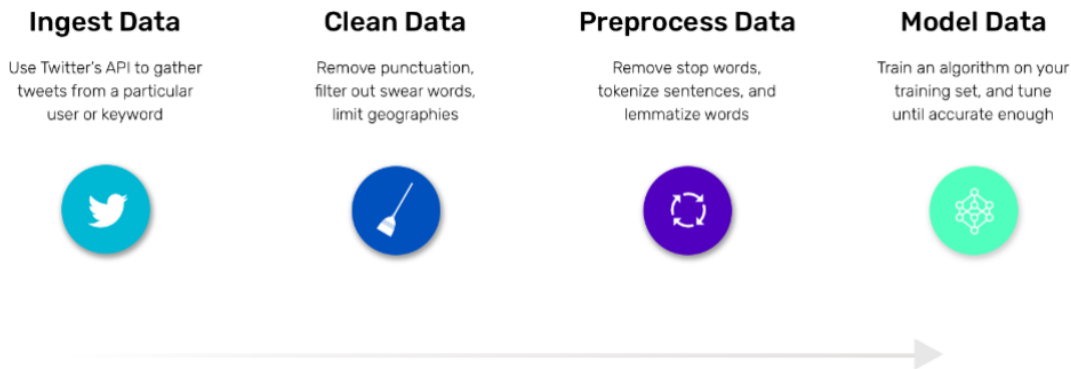 Ingest Data
Use Twitter's API to gather
tweets from a particular
user or keyword
Clean Data
Remove punctuation,
filter out swear words,
limit geographies
Preprocess Data
Remove stop words,
tokenize sentences, and
lemmatize words
Model Data
Train an algorithm on your
training set, and tune
until accurate enough